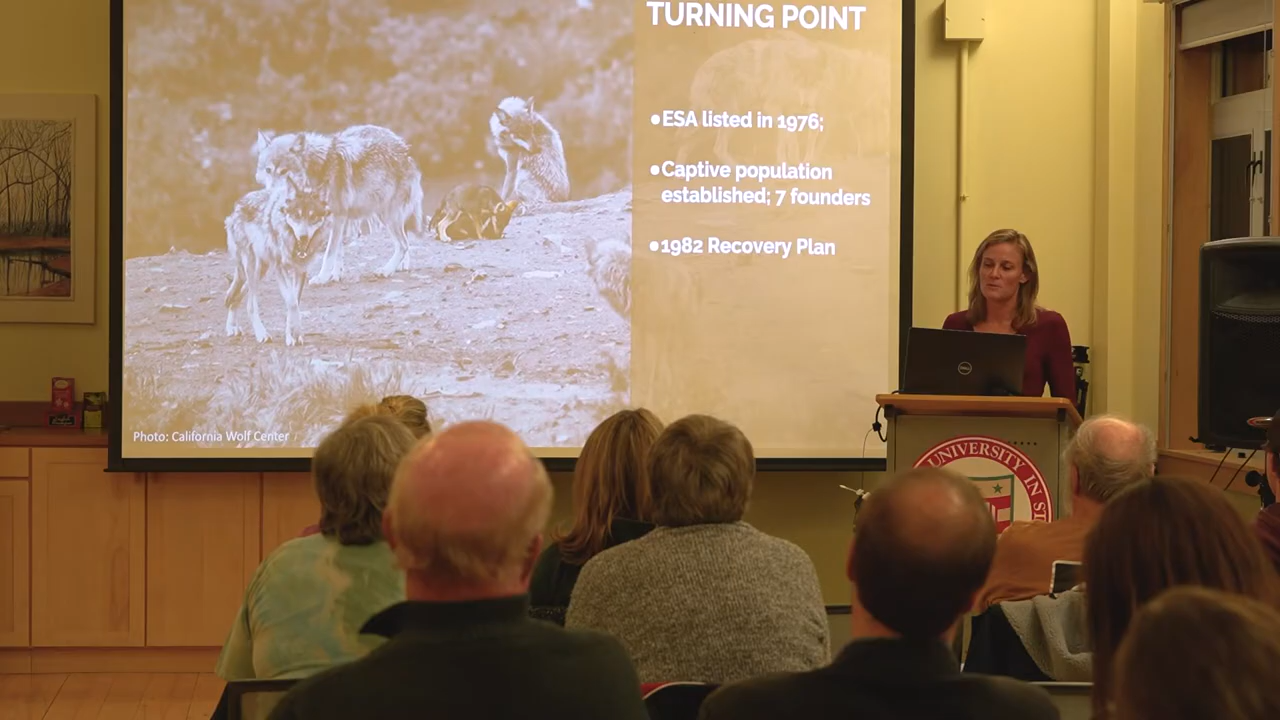 TURNING POINT
●ESA listed in 1976;
●Captive population
established; 7 founders
●1982 Recovery Plan
Photo: California Wolf Center
DELL
UNIVERSITY IN ST